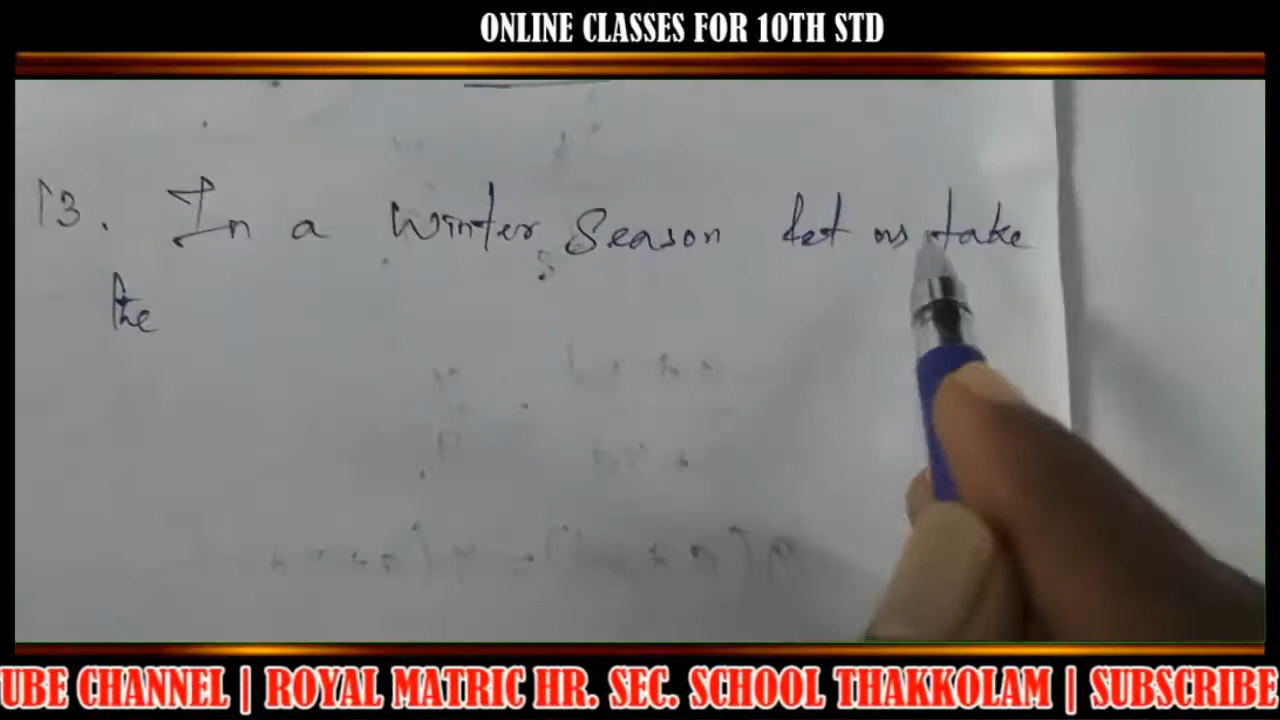 ONLINE CLASSES FOR 10TH STD
13. In a Winter Season let us take
the
UBE CHANNEL | ROYAL MATRIC HR. SEC. SCHOOL THAKKOLAM | SUBSCRIBE